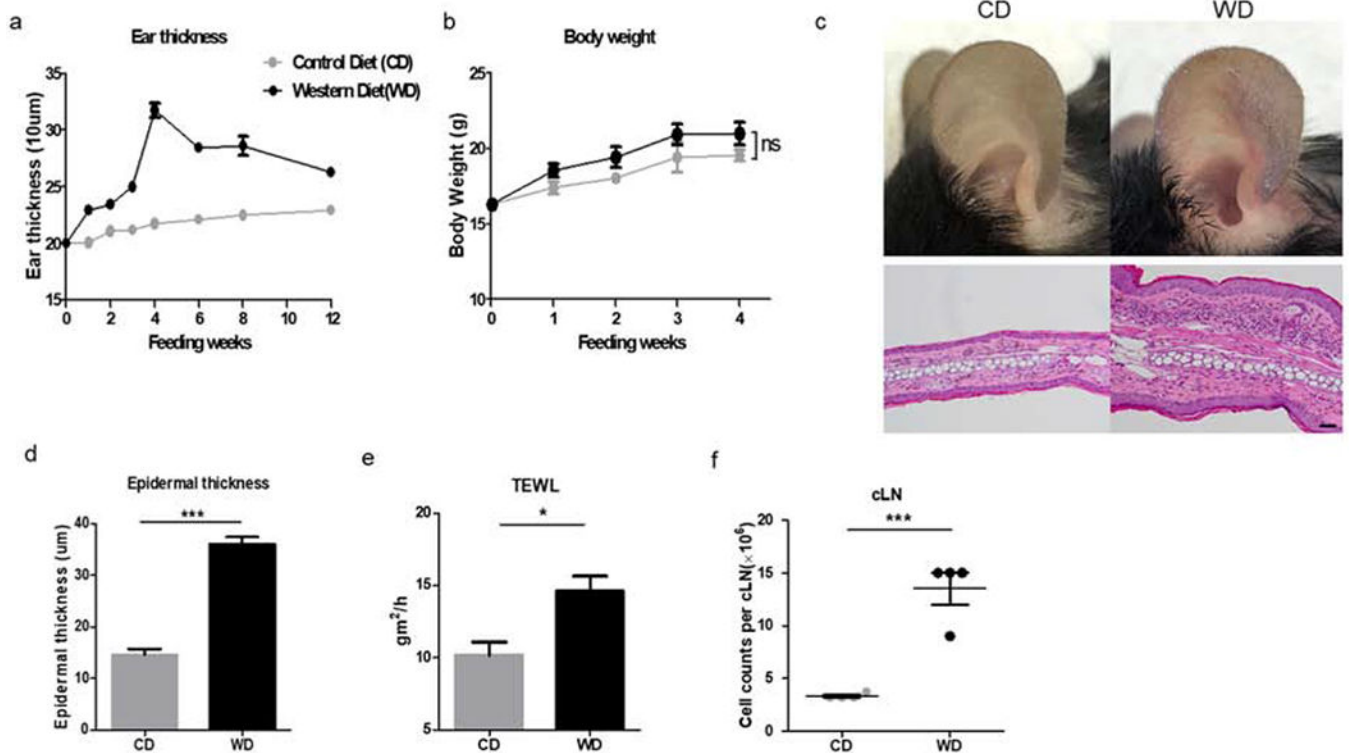 a
Ear thickness
Control Diet (CD)
Western Diet(WD)
Ear thickness (10um)
35
30
25
20
15
0
2
4
6
8
10
12
Feeding weeks
b
Body weight
Body Weight (g)
25
20
15
10
ns
0
1
2
3
4
Feeding weeks
c
CD
WD
d
Epidermal thickness
***
Epidermal thickness (um)
40
30
20
10
0
CD
WD
e
TEWL
*
gm²/h
20
15
10
5
CD
WD
f
cLN
***
Cell counts per cLN(×10⁶)
20
15
10
5
0
CD
WD